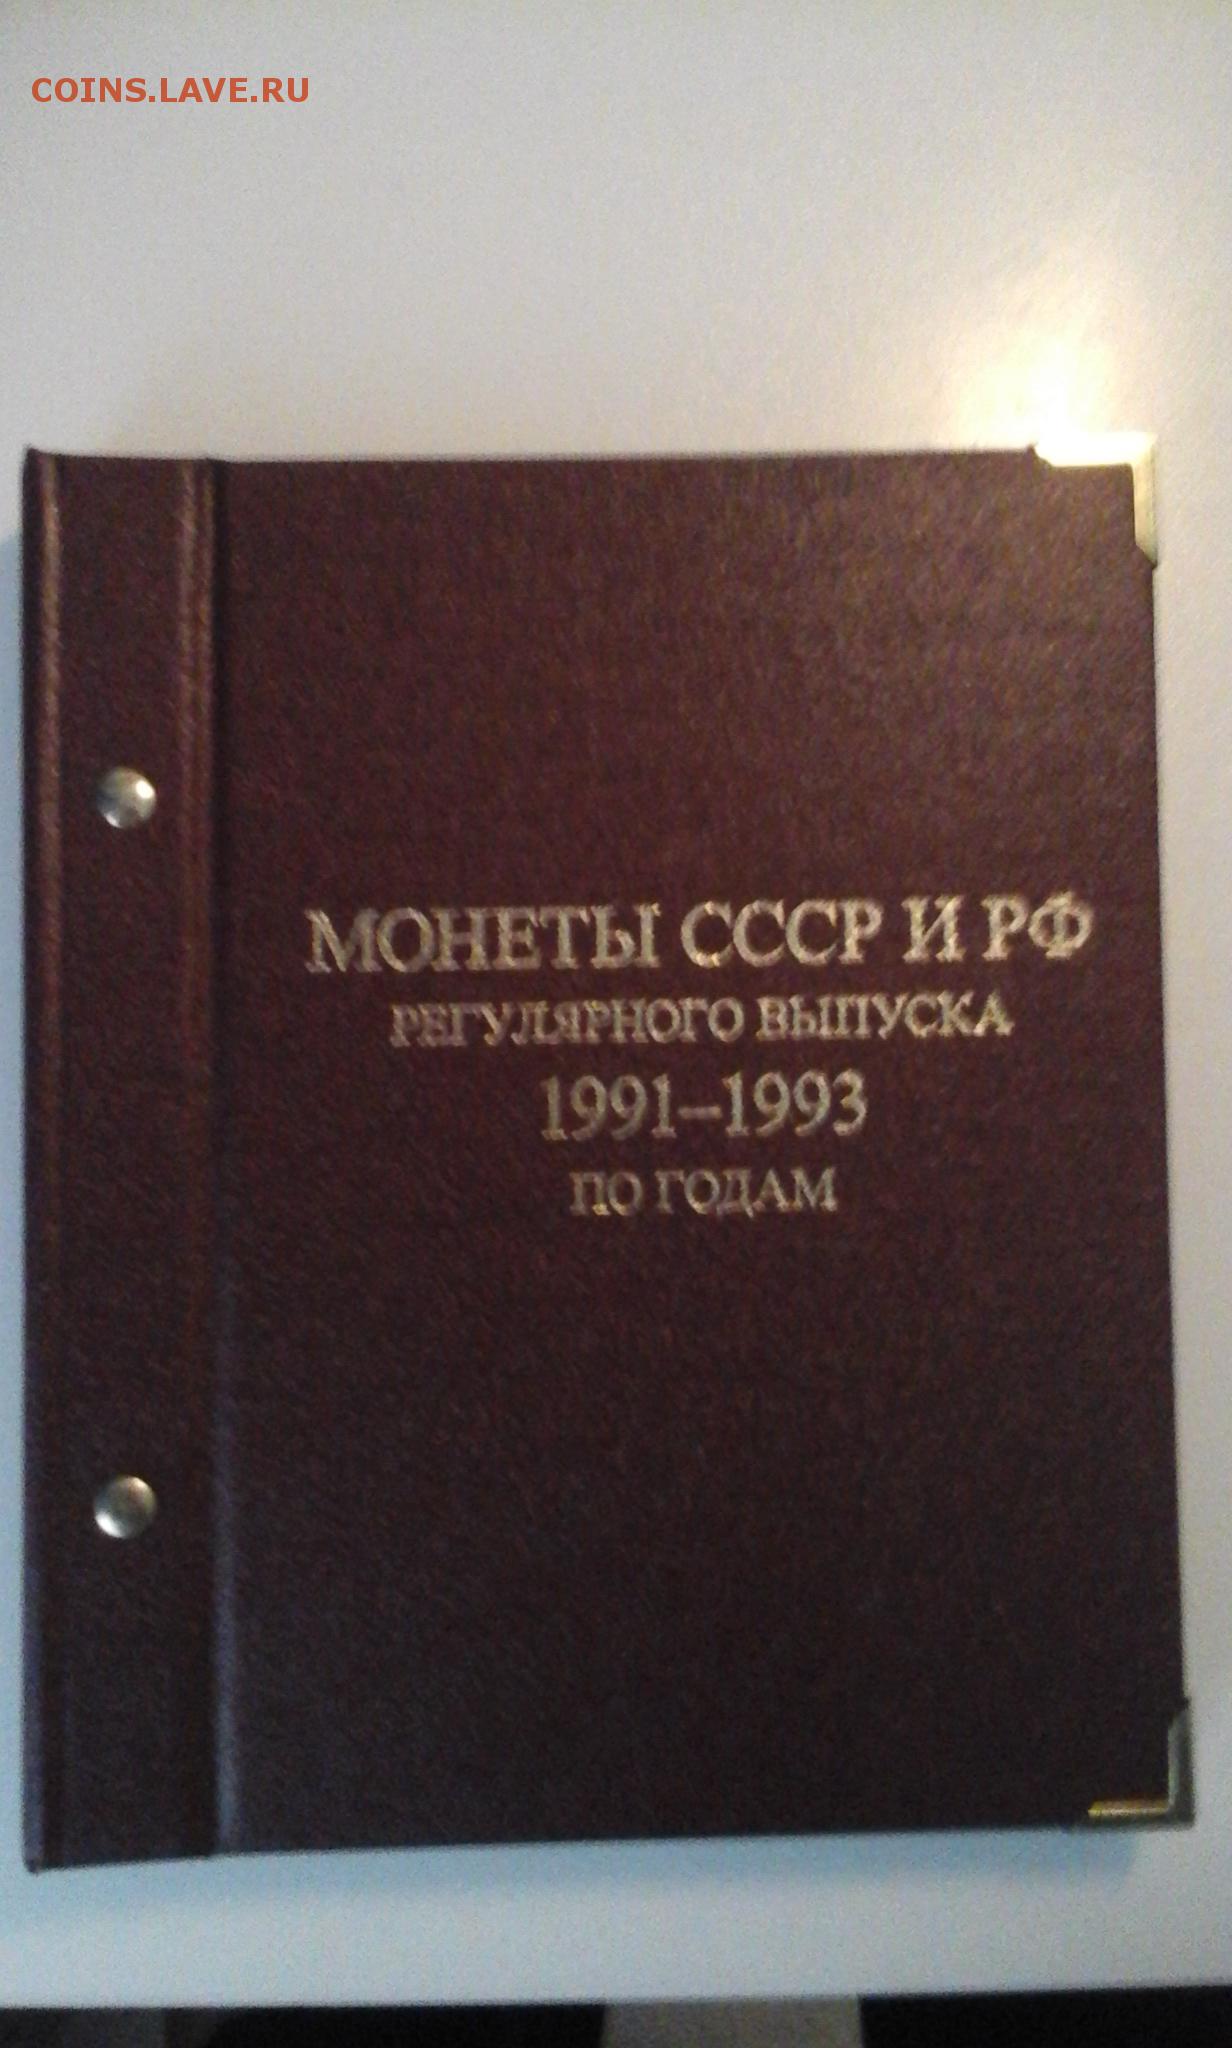 COINS.LAVE.RU
МОНЕТЫ СССР И РФ
РЕГУЛЯРНОГО ВЫПУСКА
1991–1993
ПО ГОДАМ